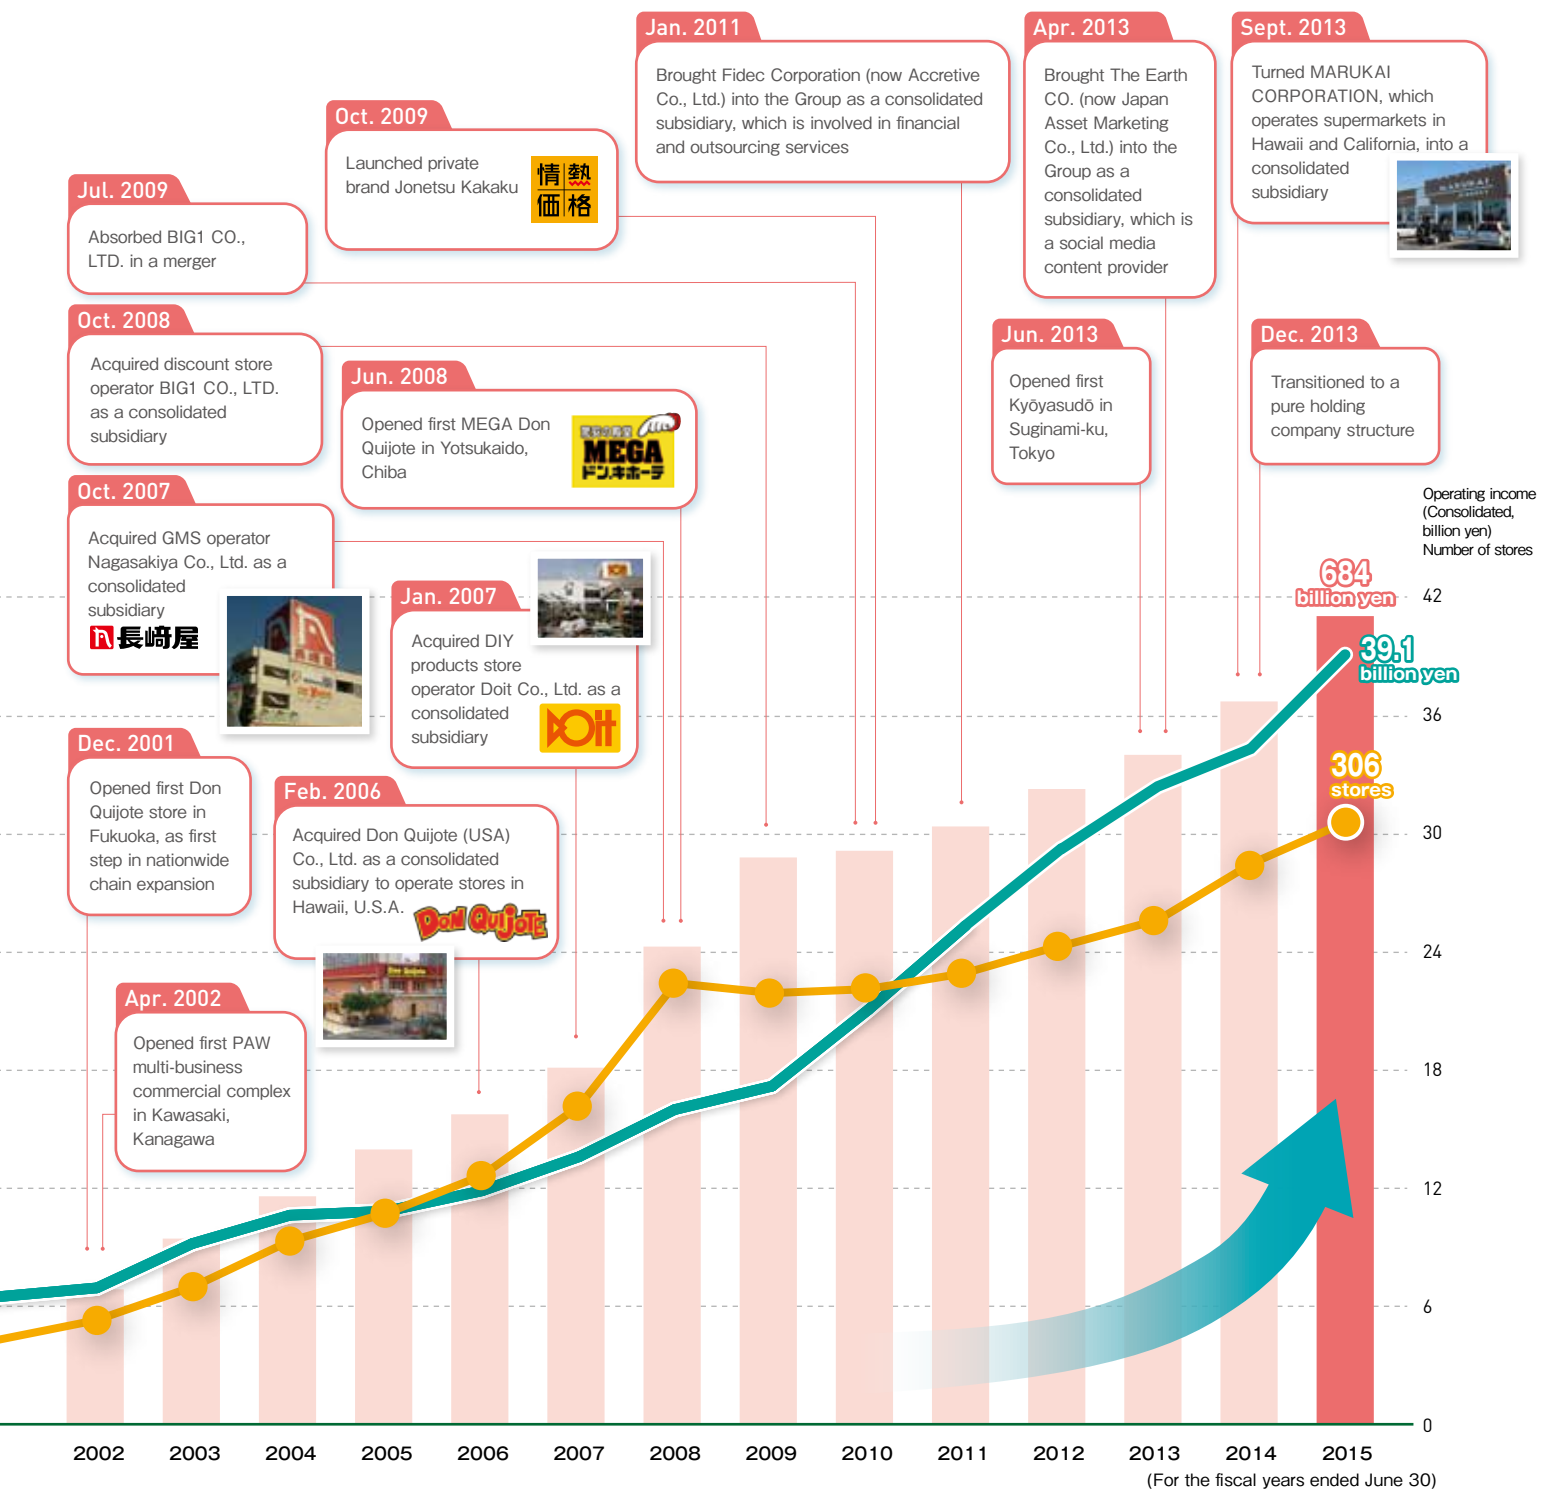 Jan. 2011
Brought Fidec Corporation (now Accretive
Co., Ltd.) into the Group as a consolidated
subsidiary, which is involved in financial
and outsourcing services
Apr. 2013
Brought The Earth
CO. (now Japan
Asset Marketing
Co., Ltd.) into the
Group as a
consolidated
subsidiary, which is
a social media
content provider
Sept. 2013
Turned MARUKAI
CORPORATION, which
operates supermarkets in
Hawaii and California, into a
consolidated
subsidiary
MARUKAI
Oct. 2009
Launched private
brand Jonetsu Kakaku
情熱
価格
Jul. 2009
Absorbed BIG1 CO.,
LTD. in a merger
Oct. 2008
Acquired discount store
operator BIG1 CO., LTD.
as a consolidated
subsidiary
Jun. 2008
Opened first MEGA Don
Quijote in Yotsukaido,
Chiba
MEGA
ドン.キホーテ
Jun. 2013
Opened first
Kyōyasudō in
Suginami-ku,
Tokyo
Dec. 2013
Transitioned to a
pure holding
company structure
Oct. 2007
Acquired GMS operator
Nagasakiya Co., Ltd. as a
consolidated
subsidiary
長崎屋
Jan. 2007
Acquired DIY
products store
operator Doit Co., Ltd. as a
consolidated
subsidiary
Doit
Dec. 2001
Opened first Don
Quijote store in
Fukuoka, as first
step in nationwide
chain expansion
Feb. 2006
Acquired Don Quijote (USA)
Co., Ltd. as a consolidated
subsidiary to operate stores in
Hawaii, U.S.A.
DON QUIJOTE
Don Quijote
Apr. 2002
Opened first PAW
multi-business
commercial complex
in Kawasaki,
Kanagawa
Operating income
(Consolidated,
billion yen)
Number of stores
684
billion yen
39.1
billion yen
306
stores
42
36
30
24
18
12
6
0
2002 2003 2004 2005 2006 2007 2008 2009 2010 2011 2012 2013 2014 2015
(For the fiscal years ended June 30)